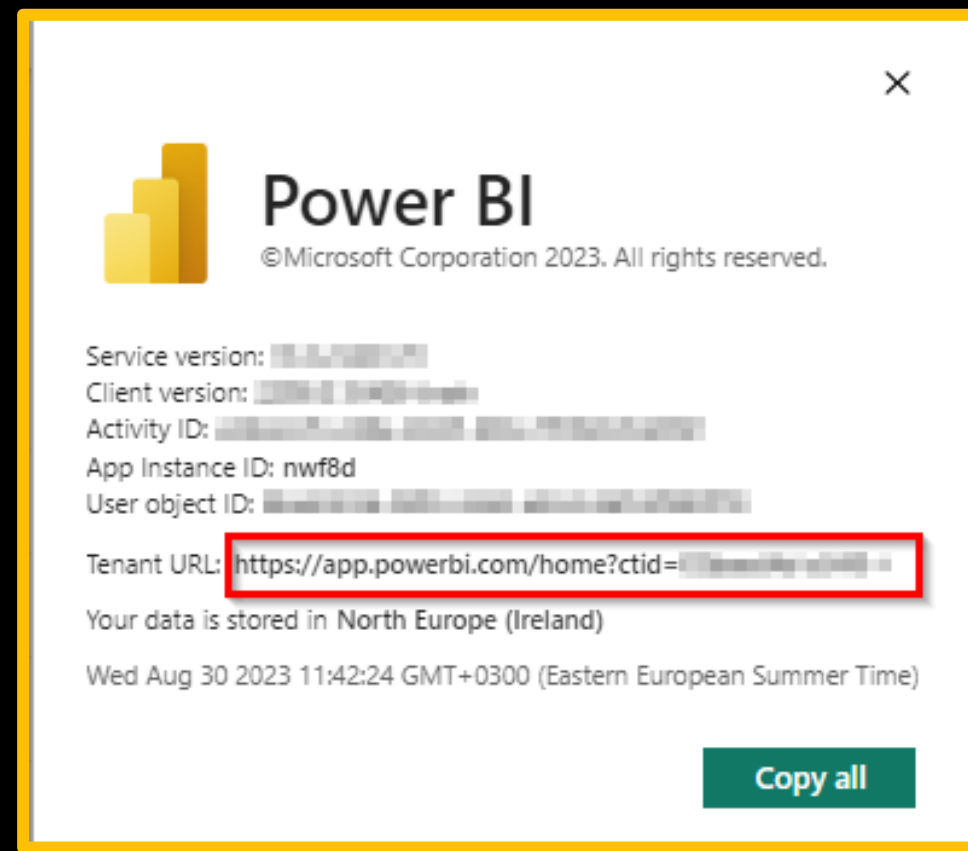 Power BI
©Microsoft Corporation 2023. All rights reserved.
Service version:
Client version:
Activity ID:
App Instance ID: nwf8d
User object ID:
Tenant URL: https://app.powerbi.com/home?ctid=
Your data is stored in North Europe (Ireland)
Wed Aug 30 2023 11:42:24 GMT+0300 (Eastern European Summer Time)
Copy all